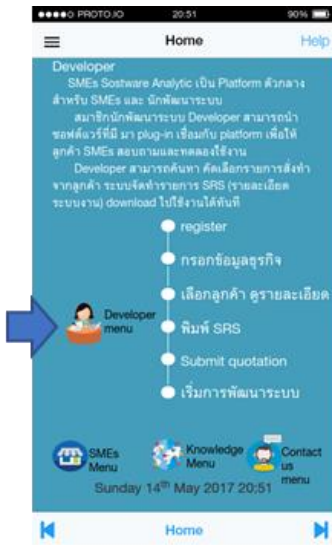 PROTO.IO 20:51 90%
Home Help
Developer
SMEs Sostware Analytic เป็น Platform ตัวกลาง
สำหรับ SMEs และ นักพัฒนาระบบ
สมาชิกนักพัฒนาระบบ Developer สามารถนำ
ซอฟต์แวร์ที่มี มา plug-in เชื่อมกับ platform เพื่อให้
ลูกค้า SMEs สอบถามและทดลองใช้งาน
Developer สามารถค้นหา คัดเลือกรายการสั่งทำ
จากลูกค้า ระบบจัดทำรายการ SRS (รายละเอียด
ระบบงาน) download ไปใช้งานได้ทันที
register
กรอกข้อมูลธุรกิจ
เลือกลูกค้า ดูรายละเอียด
Developer
menu
พิมพ์ SRS
Submit quotation
เริ่มการพัฒนาระบบ
SMEs
Menu
Knowledge
Menu
Contact
us
menu
Sunday 14th May 2017 20:51
Home